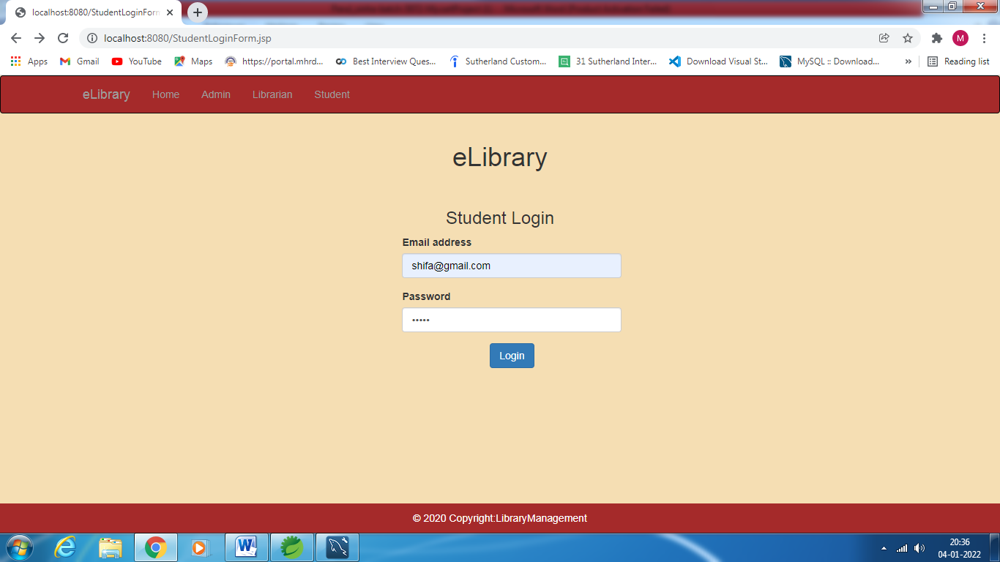 localhost:8080/StudentLoginForm
localhost:8080/StudentLoginForm.jsp
M
Apps Gmail YouTube Maps https://portal.mhrd... Best Interview Ques... Sutherland Custom... 31 Sutherland Inter... Download Visual St... MySQL :: Download... » Reading list
eLibrary Home Admin Librarian Student
eLibrary
Student Login
Email address
shifa@gmail.com
Password
•••••
Login
© 2020 Copyright:LibraryManagement
20:36
04-01-2022